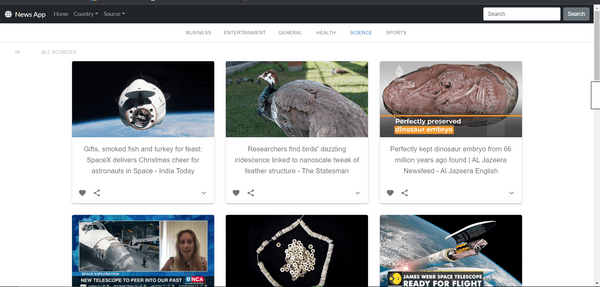 News App Home Country Source Search Search
BUSINESS ENTERTAINMENT GENERAL HEALTH SCIENCE SPORTS
IN ALL SOURCES
Perfectly preserved
dinosaur embryo
Gifts, smoked fish and turkey for feast:
SpaceX delivers Christmas cheer for
astronauts in Space - India Today
Researchers find birds' dazzling
iridescence linked to nanoscale tweak of
feather structure - The Statesman
Perfectly kept dinosaur embryo from 66
million years ago found | AL Jazeera
Newsfeed - Al Jazeera English
SPACE EXPLORATION
NEW TELESCOPE TO PEER INTO OUR PAST
eNCA
JAMES WEBB SPACE TELESCOPE
READY FOR FLIGHT